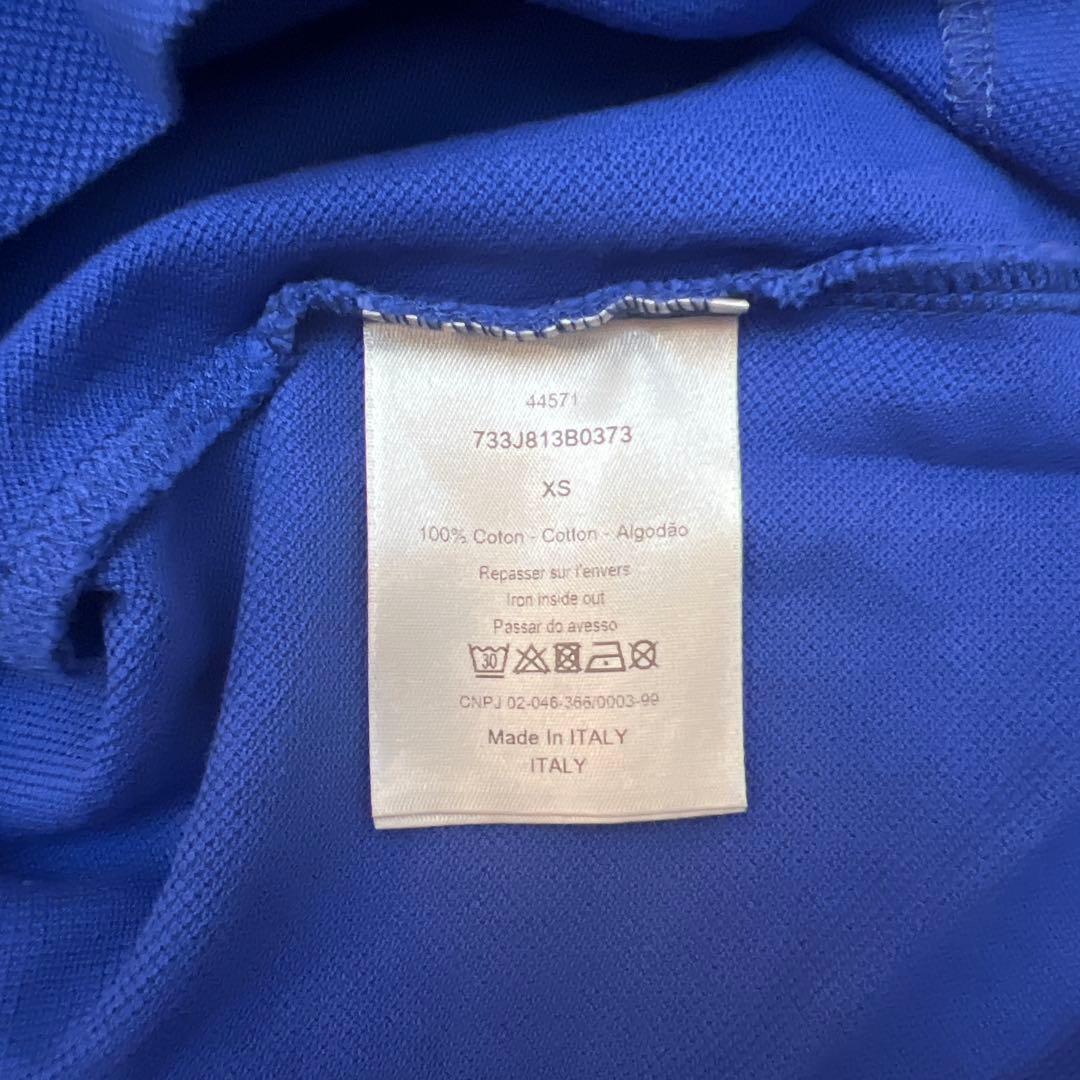 44571
733J813B0373
XS
100% Coton - Cotton - Algodão
Repasser sur l'envers
Iron inside out
Passar do avesso
30
CNPJ 02-046-366/0003-99
Made In ITALY
ITALY